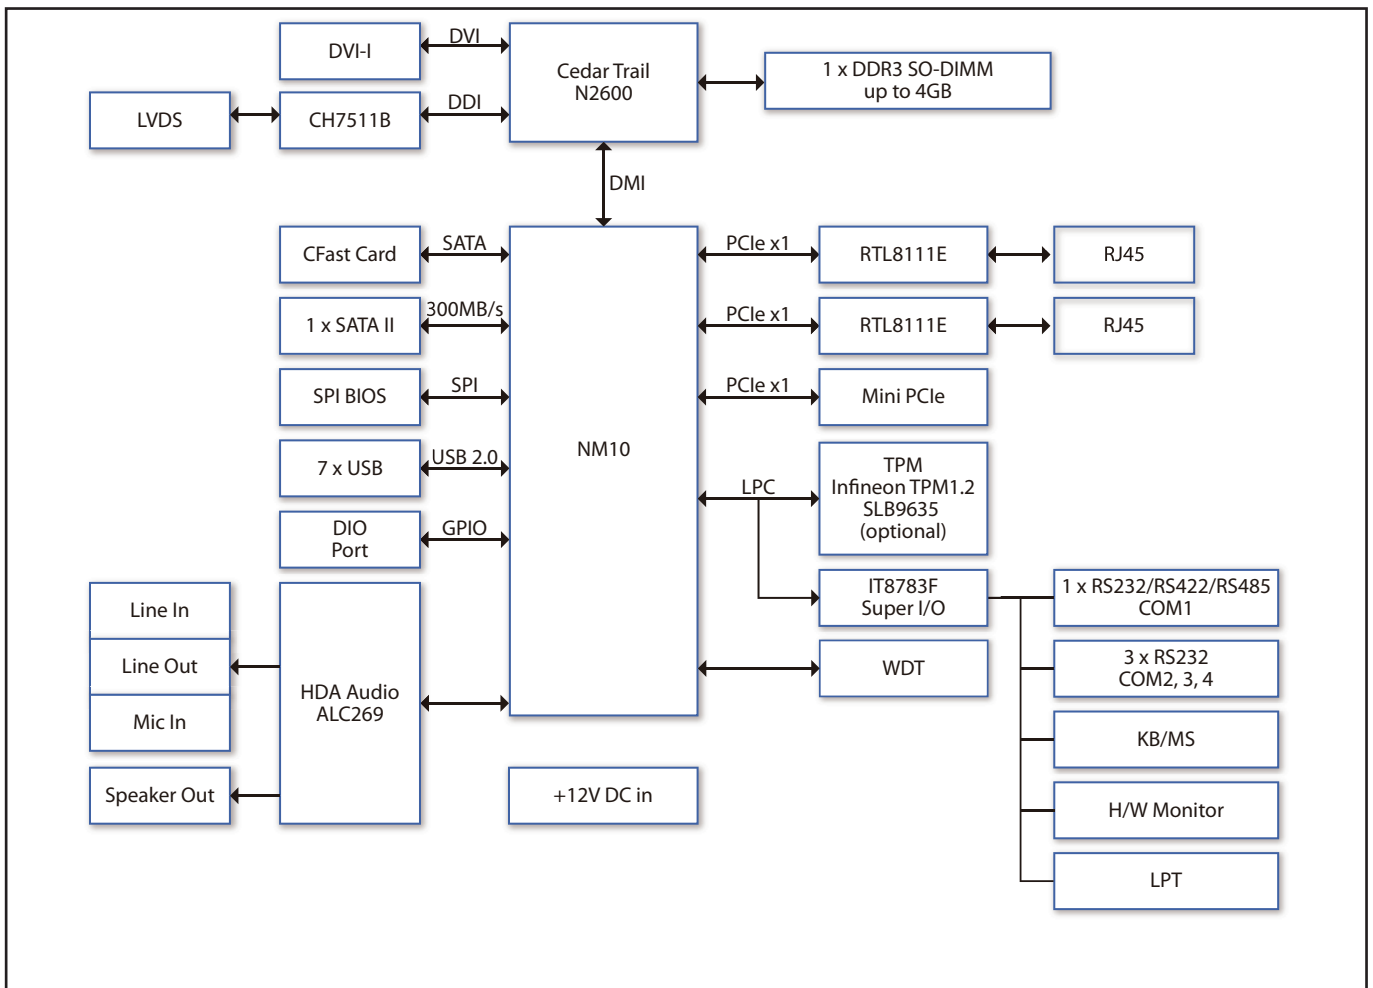 DVI-I
DVI
Cedar Trail
N2600
1 x DDR3 SO-DIMM
up to 4GB
LVDS
CH7511B
DDI
DMI
CFast Card
SATA
PCIe x1
RTL8111E
RJ45
1 x SATA II
300MB/s
PCIe x1
RTL8111E
RJ45
SPI BIOS
SPI
PCIe x1
Mini PCIe
NM10
7 x USB
USB 2.0
LPC
TPM
Infineon TPM1.2
SLB9635
(optional)
DIO
Port
GPIO
IT8783F
Super I/O
1 x RS232/RS422/RS485
COM1
Line In
Line Out
Mic In
HDA Audio
ALC269
WDT
3 x RS232
COM2, 3, 4
KB/MS
Speaker Out
+12V DC in
H/W Monitor
LPT